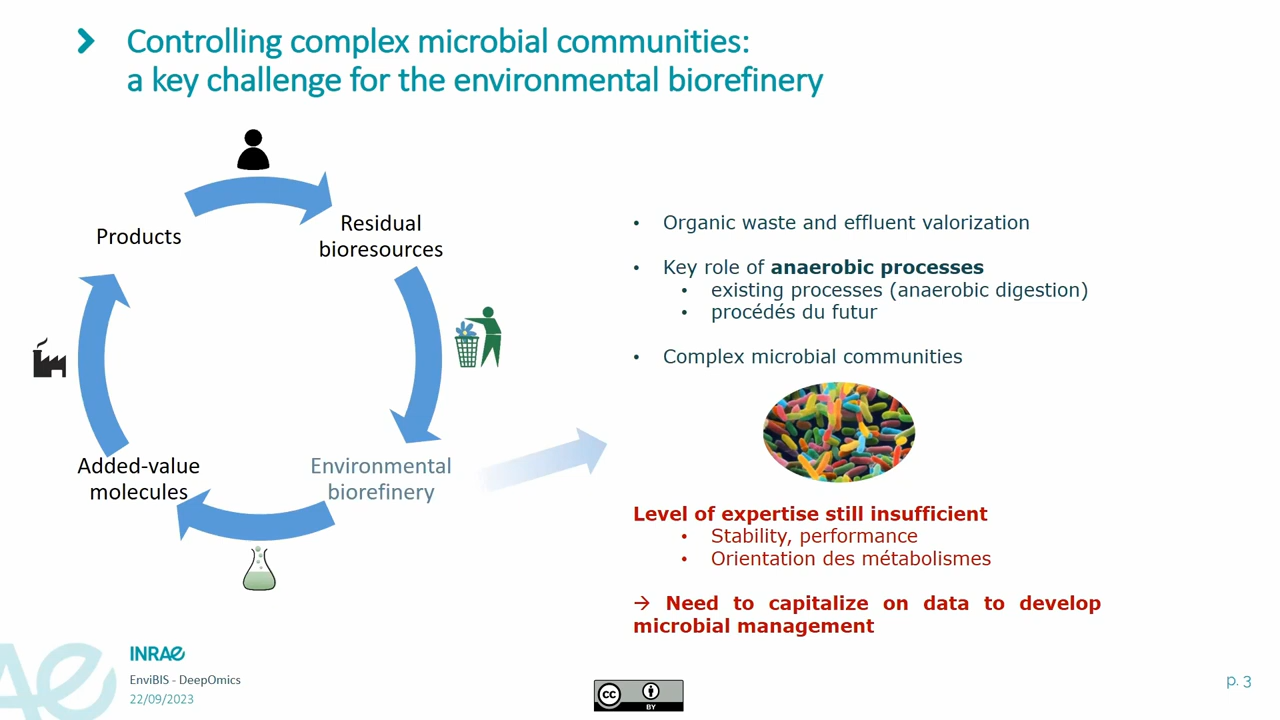 Controlling complex microbial communities:
a key challenge for the environmental biorefinery
Products
Residual
bioresources
Added-value
molecules
Environmental
biorefinery
• Organic waste and effluent valorization
• Key role of anaerobic processes
• existing processes (anaerobic digestion)
• procédés du futur
• Complex microbial communities
Level of expertise still insufficient
• Stability, performance
• Orientation des métabolismes
→ Need to capitalize on data to develop
microbial management
INRAE
EnviBIS - DeepOmics
22/09/2023
cc
BY
p. 3